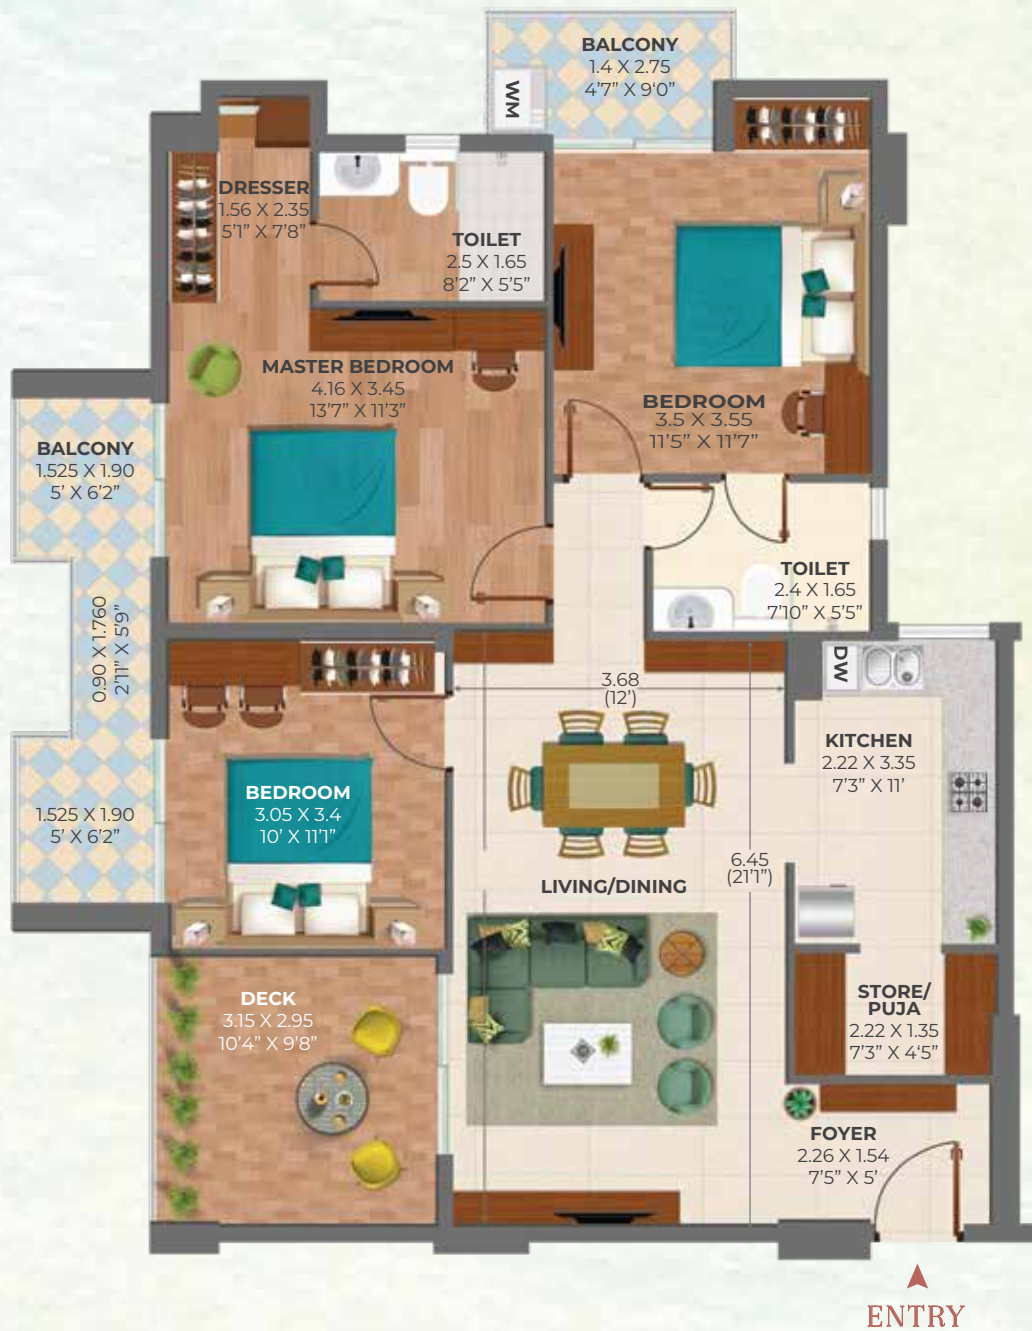 BALCONY
1.4 X 2.75
4'7" X 9'0"
WM
DRESSER
1.56 X 2.35
5'1" X 7'8"
TOILET
2.5 X 1.65
8'2" X 5'5"
MASTER BEDROOM
4.16 X 3.45
13'7" X 11'3"
BEDROOM
3.5 X 3.55
11'5" X 11'7"
BALCONY
1.525 X 1.90
5' X 6'2"
TOILET
2.4 X 1.65
7'10" X 5'5"
0.90 X 1.760
2'11" X 5'9"
DW
3.68
(12')
KITCHEN
2.22 X 3.35
7'3" X 11'
BEDROOM
3.05 X 3.4
10' X 11'1"
1.525 X 1.90
5' X 6'2"
6.45
(21'1")
LIVING/DINING
DECK
3.15 X 2.95
10'4" X 9'8"
STORE/
PUJA
2.22 X 1.35
7'3" X 4'5"
FOYER
2.26 X 1.54
7'5" X 5'
ENTRY